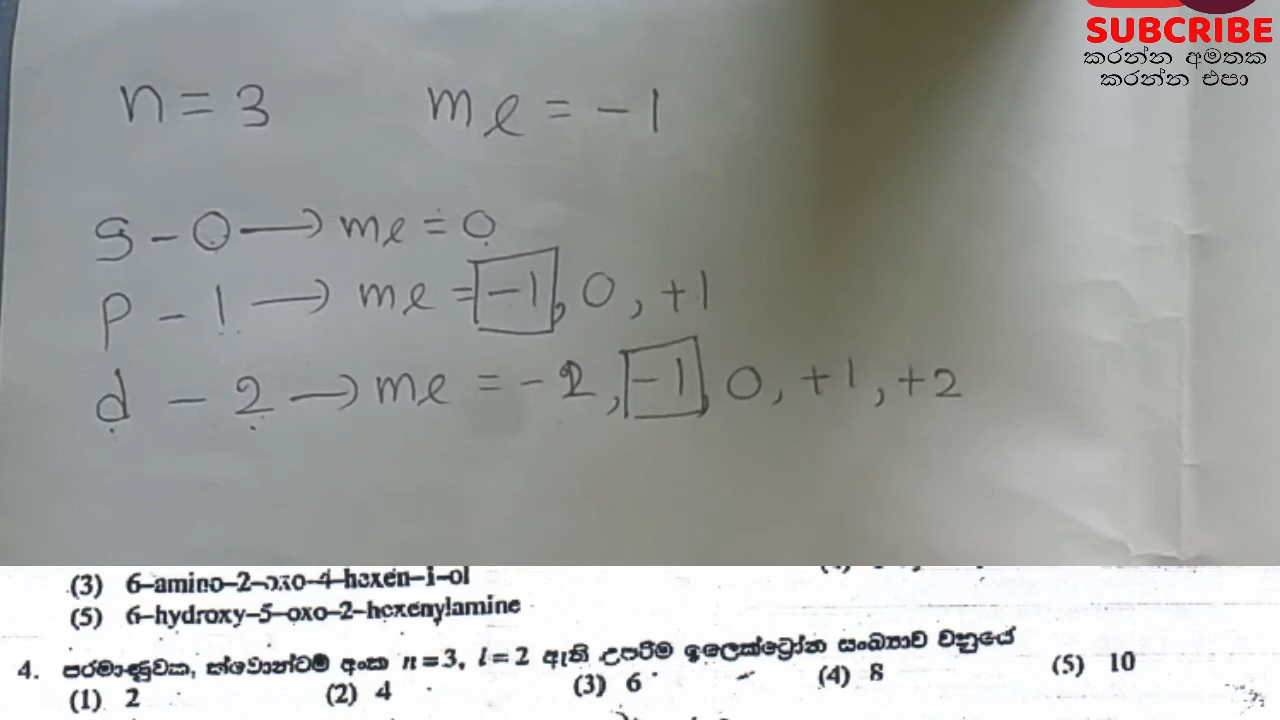 SUBCRIBE
කරන්න අමතක
කරන්න එපා
n = 3 mℓ = -1
S - 0 → mℓ = 0
p - 1 → mℓ = -1, 0, +1
d - 2 → mℓ = -2, -1, 0, +1, +2
(3) 6-amino-2-oxo-4-hexen-1-ol
(5) 6-hydroxy-5-oxo-2-hexenylamine
4. පරමාණුවක, ක්වොන්ටම් අංක n = 3, l = 2 ඇති උපරිම ඉලෙක්ට්‍රෝන සංඛ්‍යාව වනුයේ
(1) 2 (2) 4 (3) 6 (4) 8 (5) 10